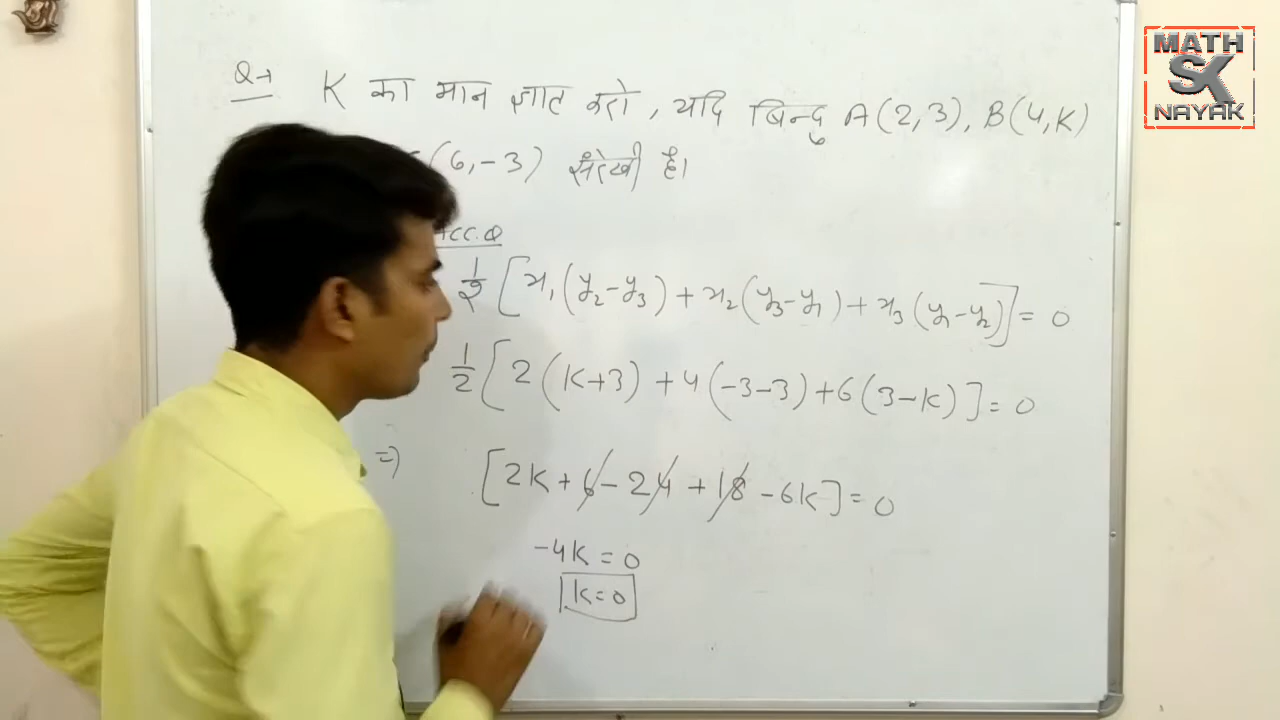 MATH
SK
NAYAK
Q→ K का मान ज्ञात करो, यदि बिन्दु A(2,3), B(4,K)
(6,-3) संरेखी है।
Acc.Q
1/2 [x₁(y₂-y₃) + x₂(y₃-y₁) + x₃(y₁-y₂)] = 0
1/2 [2(K+3) + 4(-3-3) + 6(3-K)] = 0
=) [2K + 6 - 24 + 18 - 6K] = 0
-4K = 0
K=0